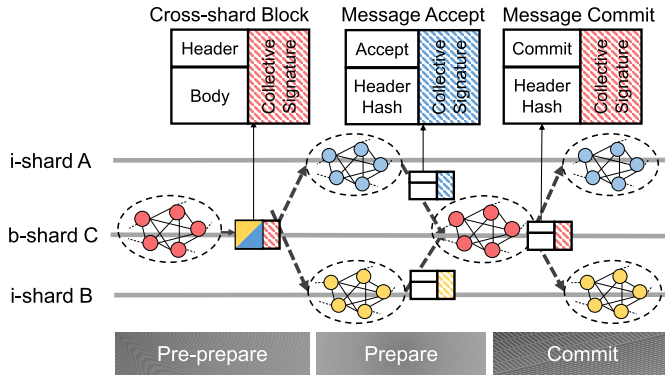 Cross-shard Block
Message Accept
Message Commit
Header
Body
Collective
Signature
Accept
Header
Hash
Collective
Signature
Commit
Header
Hash
Collective
Signature
i-shard A
b-shard C
i-shard B
Pre-prepare
Prepare
Commit